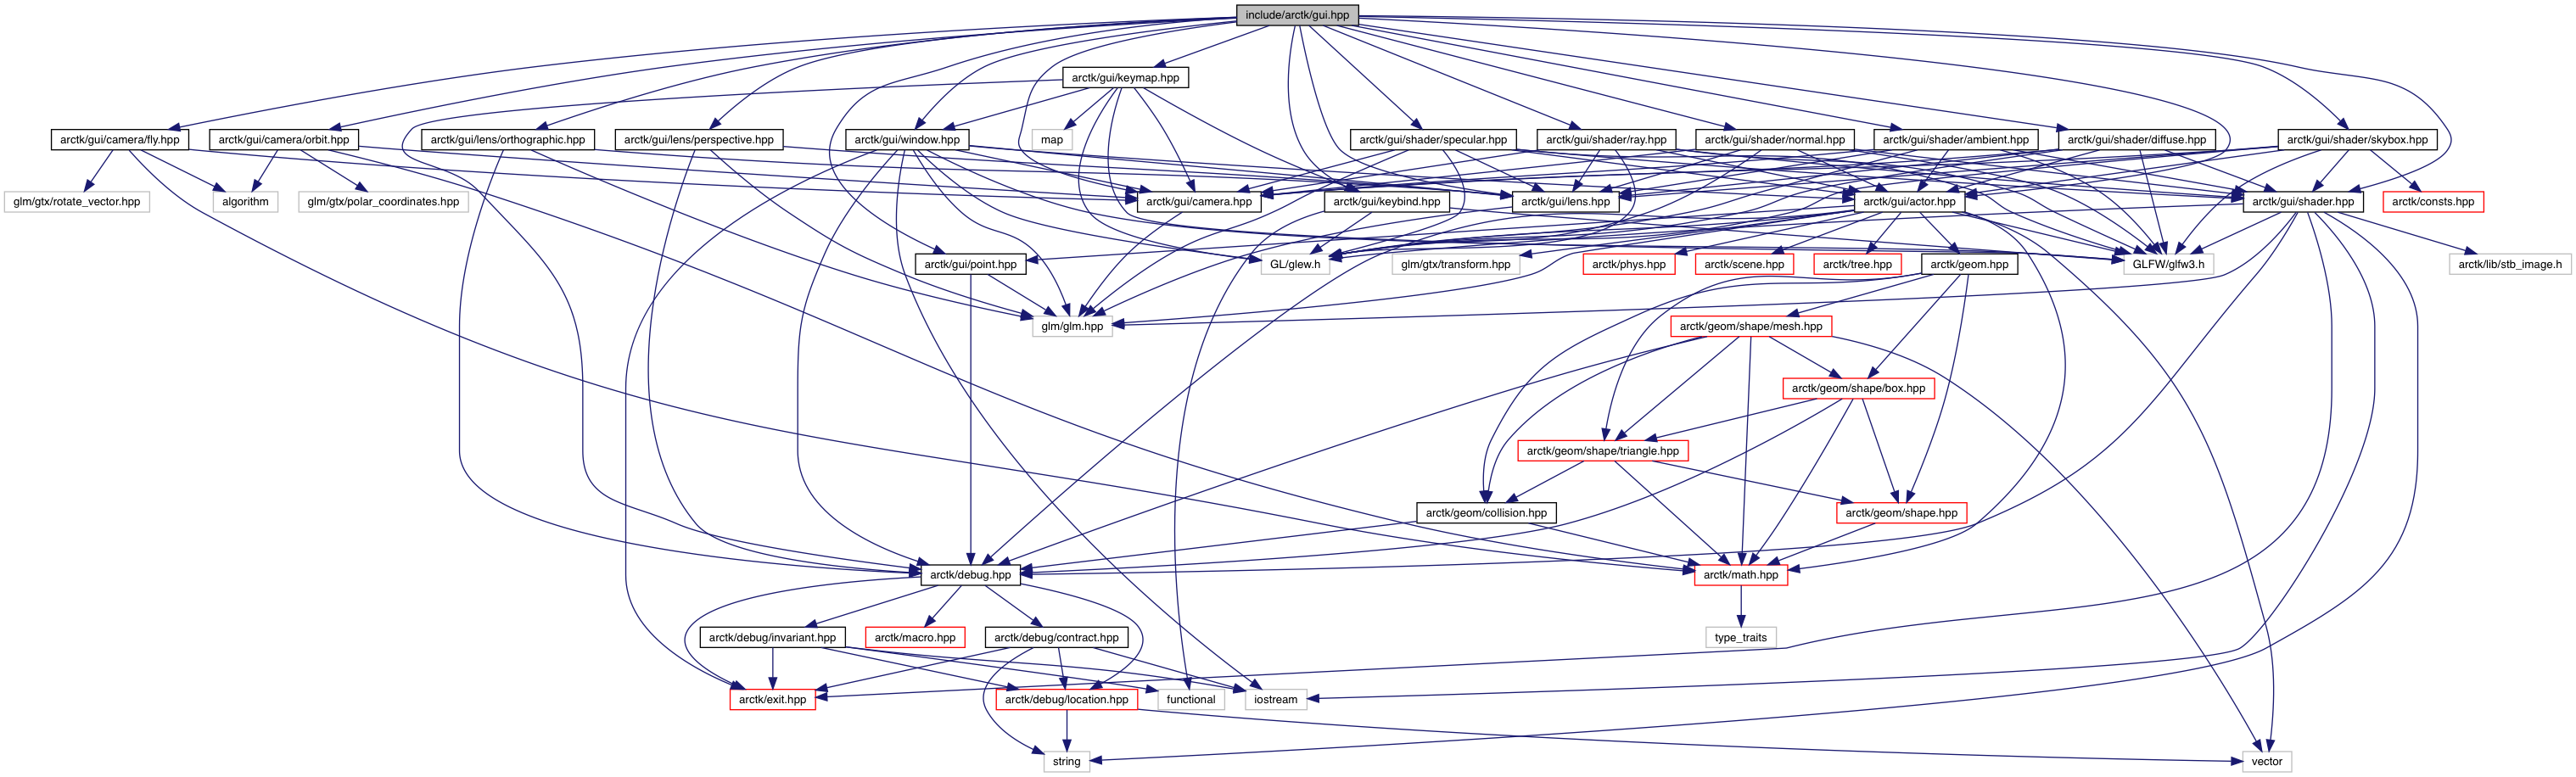 include/arctk/gui.hpp
arctk/gui/keymap.hpp
arctk/gui/camera/fly.hpp
arctk/gui/camera/orbit.hpp
arctk/gui/lens/orthographic.hpp
arctk/gui/lens/perspective.hpp
arctk/gui/window.hpp
map
arctk/gui/shader/specular.hpp
arctk/gui/shader/ray.hpp
arctk/gui/shader/normal.hpp
arctk/gui/shader/ambient.hpp
arctk/gui/shader/diffuse.hpp
arctk/gui/shader/skybox.hpp
glm/gtx/rotate_vector.hpp
algorithm
glm/gtx/polar_coordinates.hpp
arctk/gui/camera.hpp
arctk/gui/keybind.hpp
arctk/gui/lens.hpp
arctk/gui/actor.hpp
arctk/gui/shader.hpp
arctk/consts.hpp
arctk/gui/point.hpp
GL/glew.h
glm/gtx/transform.hpp
arctk/phys.hpp
arctk/scene.hpp
arctk/tree.hpp
arctk/geom.hpp
GLFW/glfw3.h
arctk/lib/stb_image.h
glm/glm.hpp
arctk/geom/shape/mesh.hpp
arctk/geom/shape/box.hpp
arctk/geom/shape/triangle.hpp
arctk/geom/collision.hpp
arctk/geom/shape.hpp
arctk/debug.hpp
arctk/math.hpp
arctk/debug/invariant.hpp
arctk/macro.hpp
arctk/debug/contract.hpp
type_traits
arctk/exit.hpp
arctk/debug/location.hpp
functional
iostream
string
vector